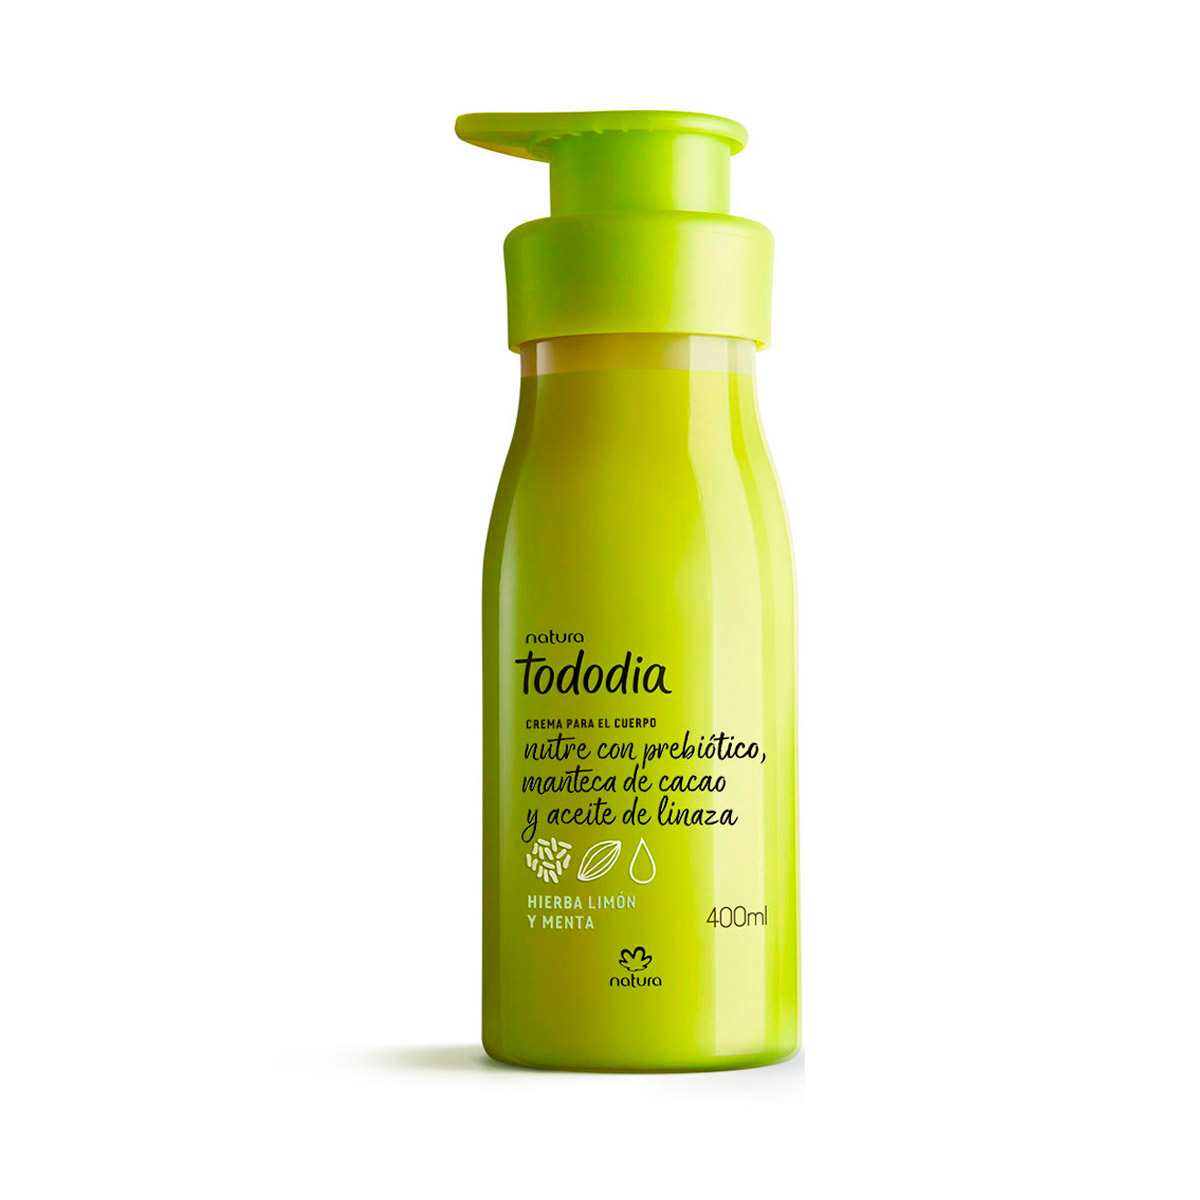 natura
tododia
CREMA PARA EL CUERPO
nutre con prebiótico,
manteca de cacao
y aceite de linaza
HIERBA LIMÓN
Y MENTA
400ml
natura